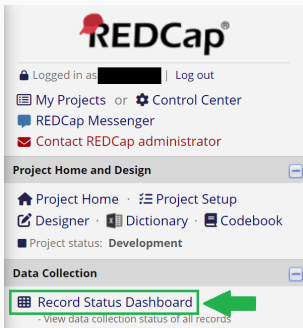 REDCap®
Logged in as | Log out
My Projects or Control Center
REDCap Messenger
Contact REDCap administrator
Project Home and Design
Project Home · Project Setup
Designer · Dictionary · Codebook
Project status: Development
Data Collection
Record Status Dashboard
- View data collection status of all records